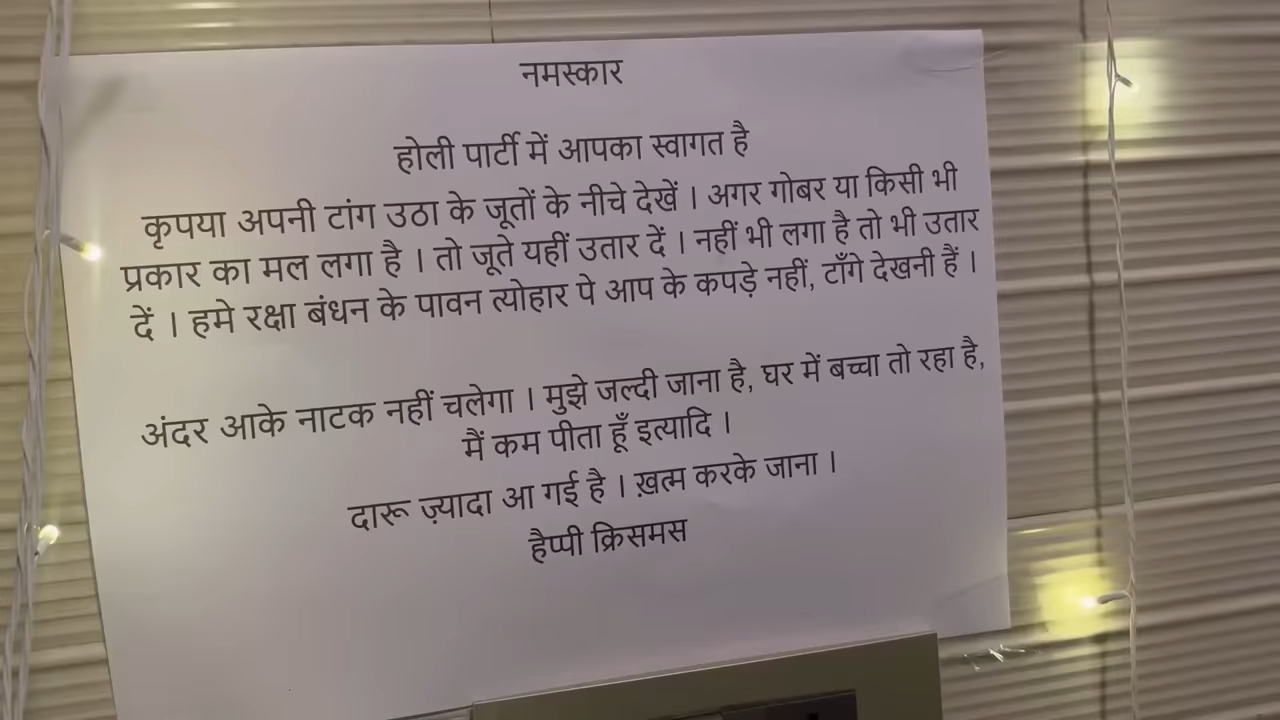 नमस्कार
होली पार्टी में आपका स्वागत है
कृपया अपनी टांग उठा के जूतों के नीचे देखें । अगर गोबर या किसी भी
प्रकार का मल लगा है । तो जूते यहीं उतार दें । नहीं भी लगा है तो भी उतार
दें । हमे रक्षा बंधन के पावन त्योहार पे आप के कपड़े नहीं, टाँगे देखनी हैं ।
अंदर आके नाटक नहीं चलेगा । मुझे जल्दी जाना है, घर में बच्चा तो रहा है,
मैं कम पीता हूँ इत्यादि ।
दारू ज़्यादा आ गई है । ख़त्म करके जाना ।
हैप्पी क्रिसमस